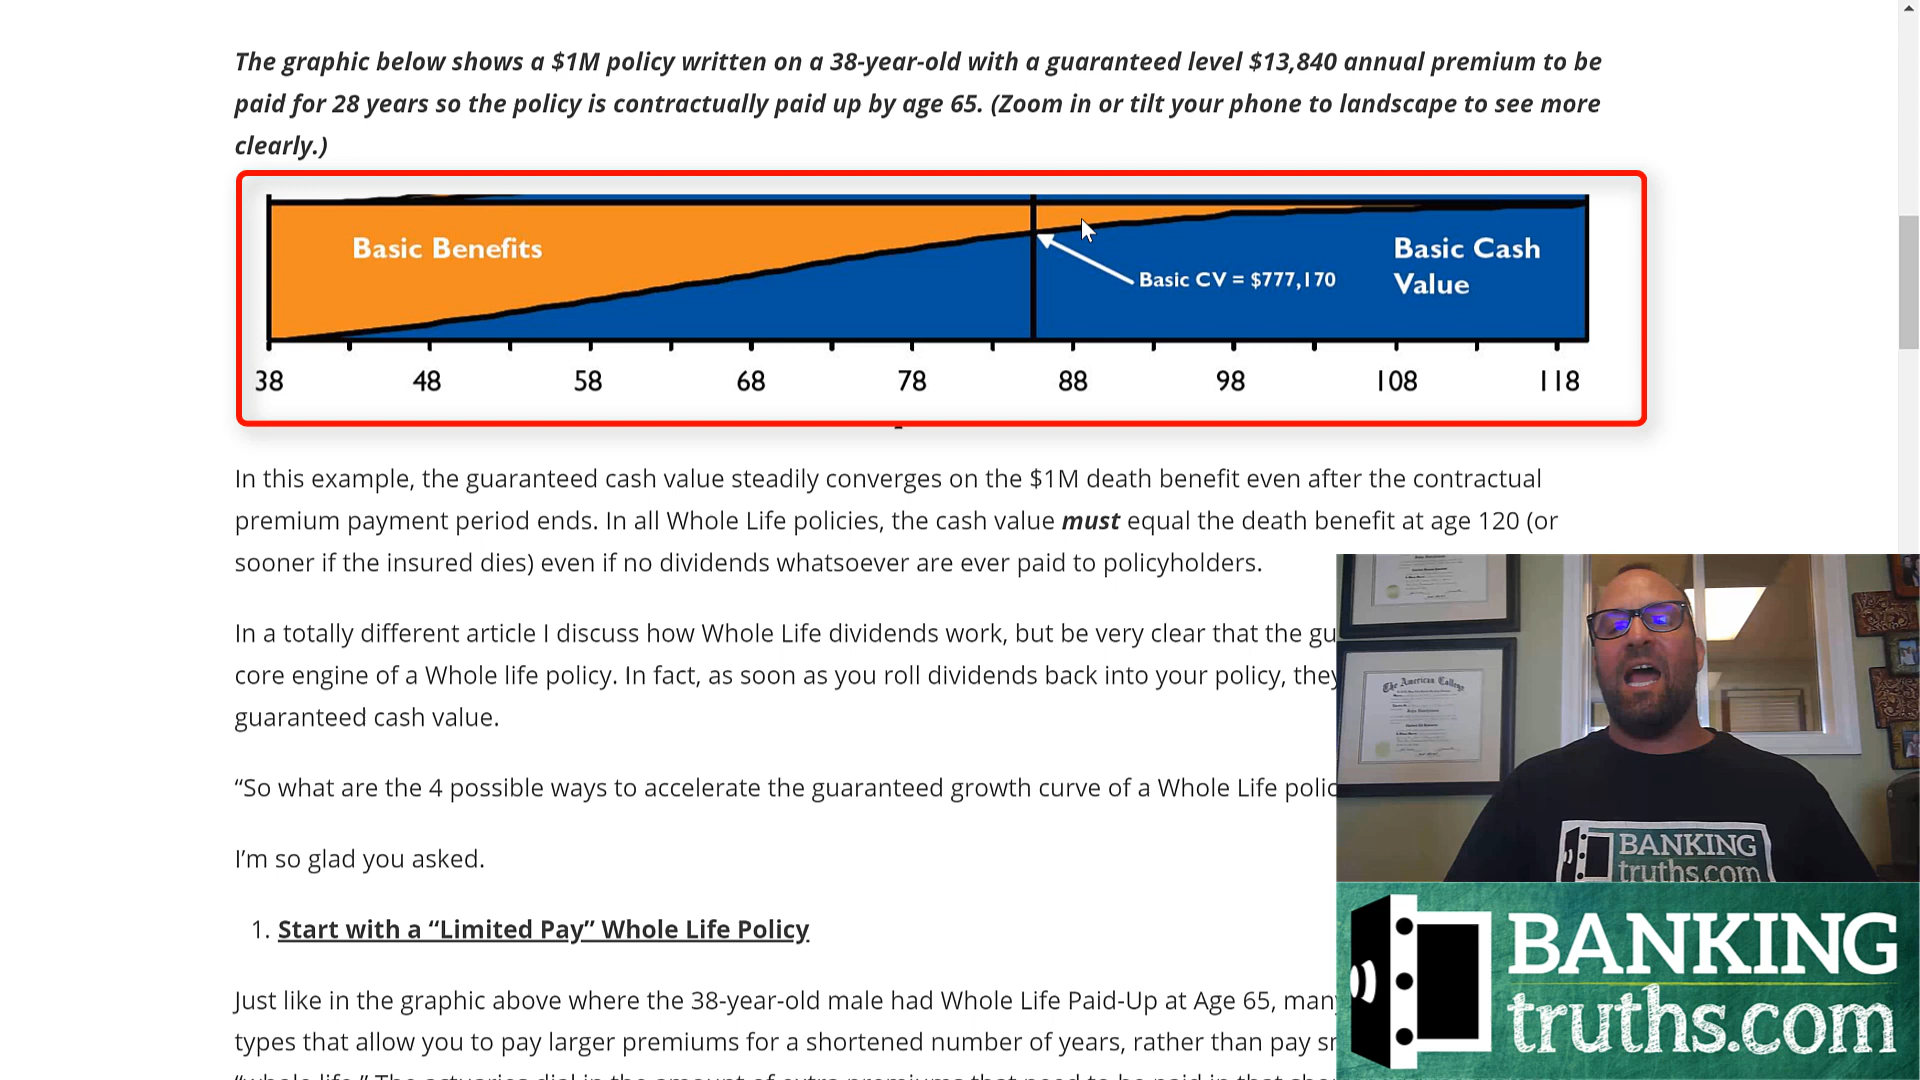 The graphic below shows a $1M policy written on a 38-year-old with a guaranteed level $13,840 annual premium to be
paid for 28 years so the policy is contractually paid up by age 65. (Zoom in or tilt your phone to landscape to see more
clearly.)
Basic Benefits
Basic Cash
Value
Basic CV = $777,170
38 48 58 68 78 88 98 108 118
In this example, the guaranteed cash value steadily converges on the $1M death benefit even after the contractual
premium payment period ends. In all Whole Life policies, the cash value must equal the death benefit at age 120 (or
sooner if the insured dies) even if no dividends whatsoever are ever paid to policyholders.
In a totally different article I discuss how Whole Life dividends work, but be very clear that the gu
core engine of a Whole life policy. In fact, as soon as you roll dividends back into your policy, they
guaranteed cash value.
“So what are the 4 possible ways to accelerate the guaranteed growth curve of a Whole Life polic
I’m so glad you asked.
1. Start with a “Limited Pay” Whole Life Policy
Just like in the graphic above where the 38-year-old male had Whole Life Paid-Up at Age 65, man
types that allow you to pay larger premiums for a shortened number of years, rather than pay sm
The American College
BANKING
truths.com
BANKING
truths.com